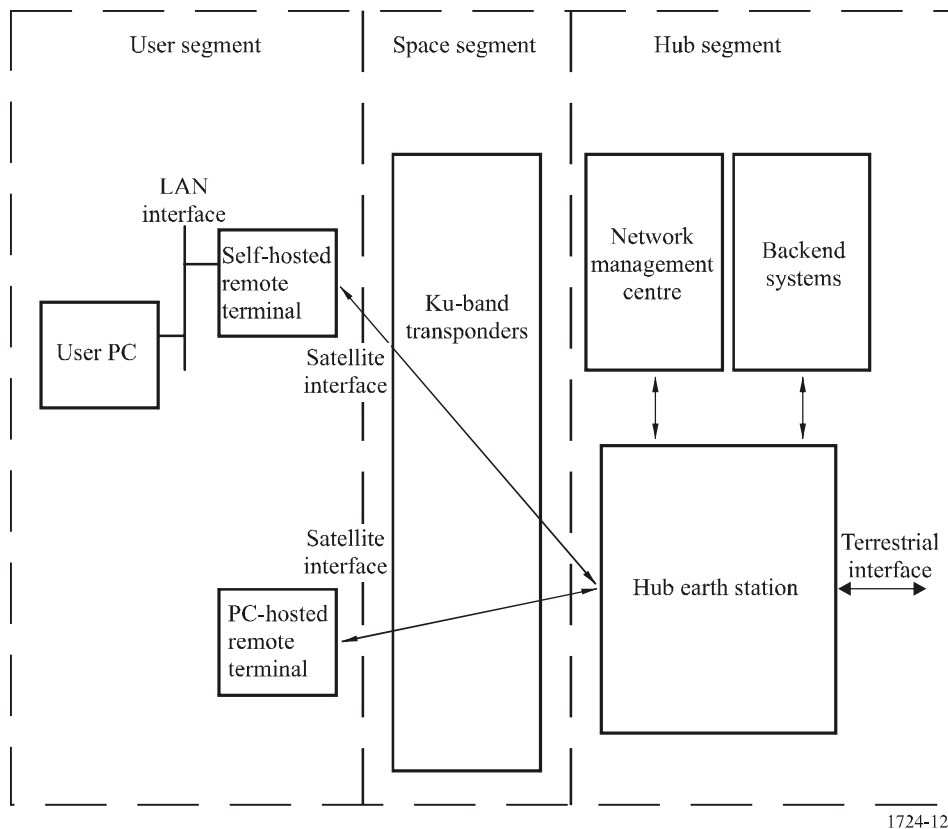 User segment
Space segment
Hub segment
LAN
interface
Self-hosted
remote
terminal
User PC
Satellite
interface
Ku-band
transponders
Network
management
centre
Backend
systems
Satellite
interface
PC-hosted
remote
terminal
Hub earth station
Terrestrial
interface
1724-12